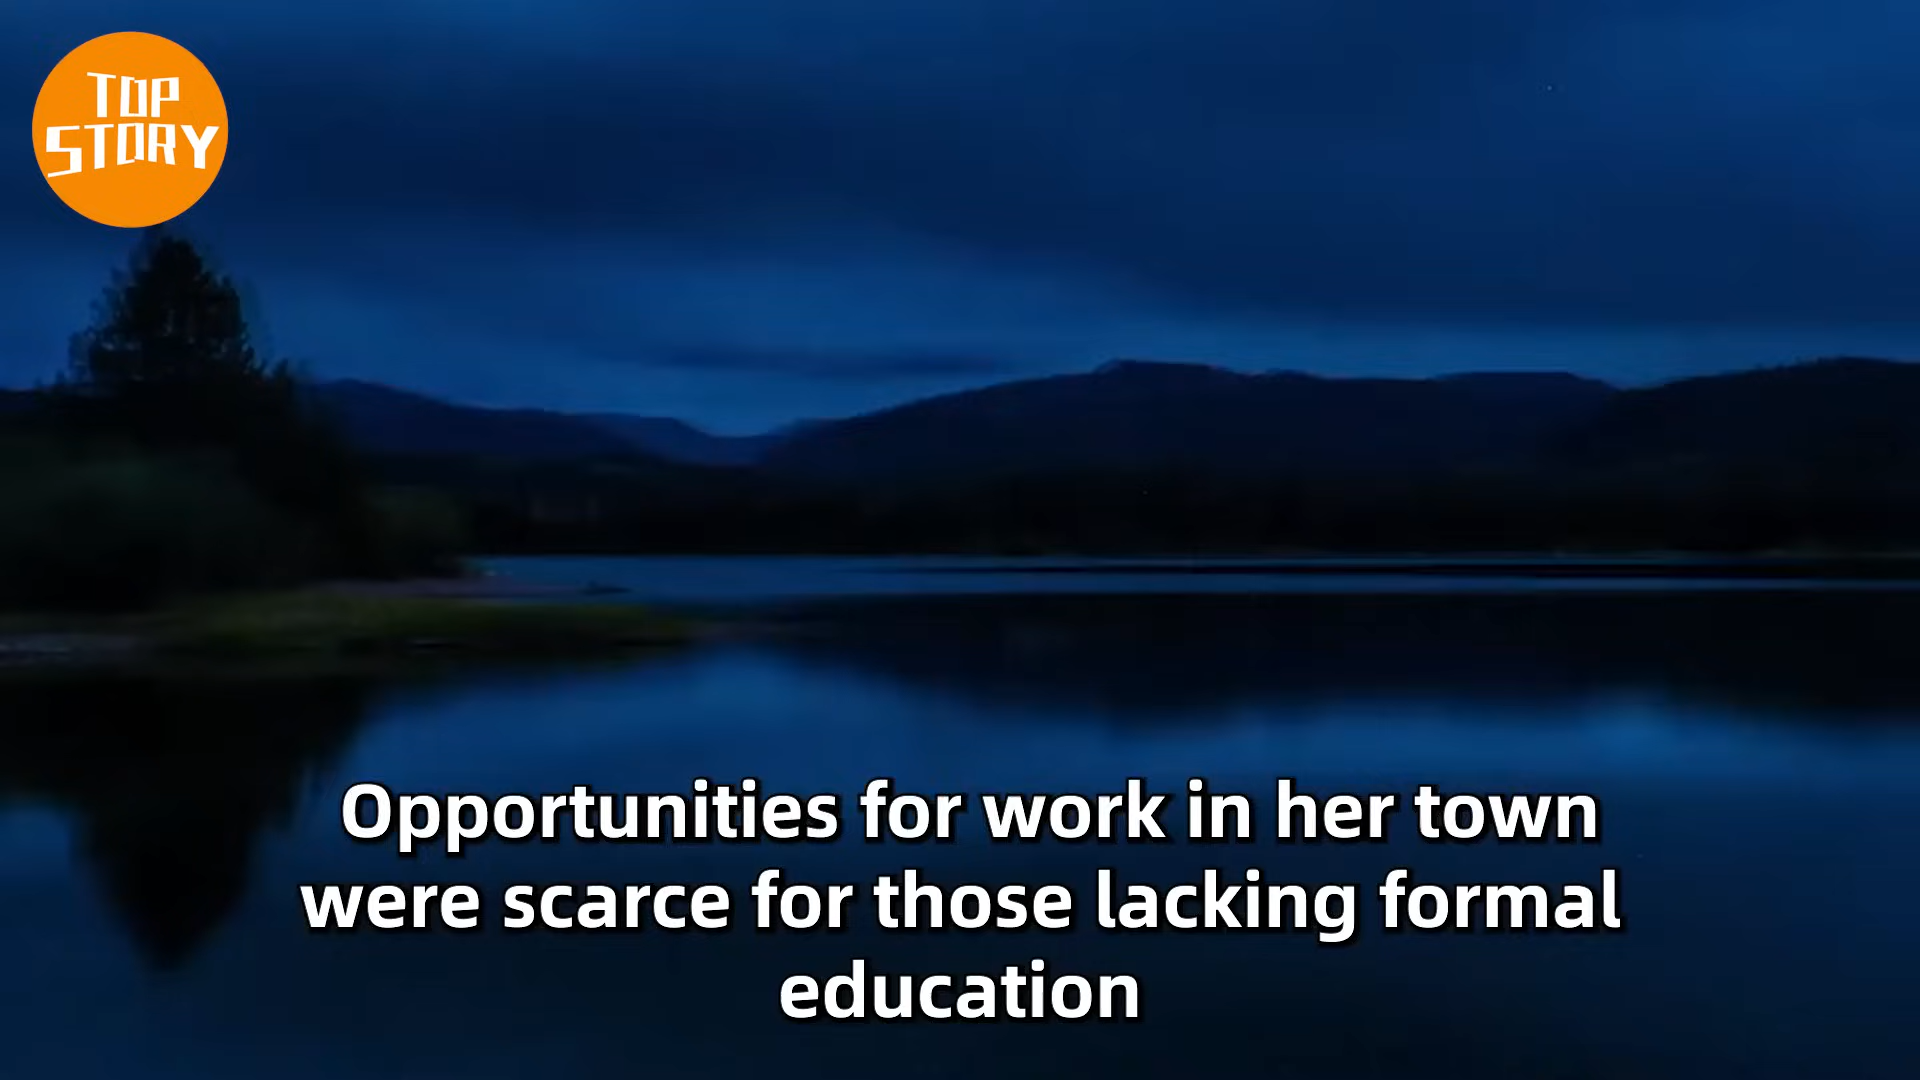 TOP
STORY
Opportunities for work in her town
were scarce for those lacking formal
education